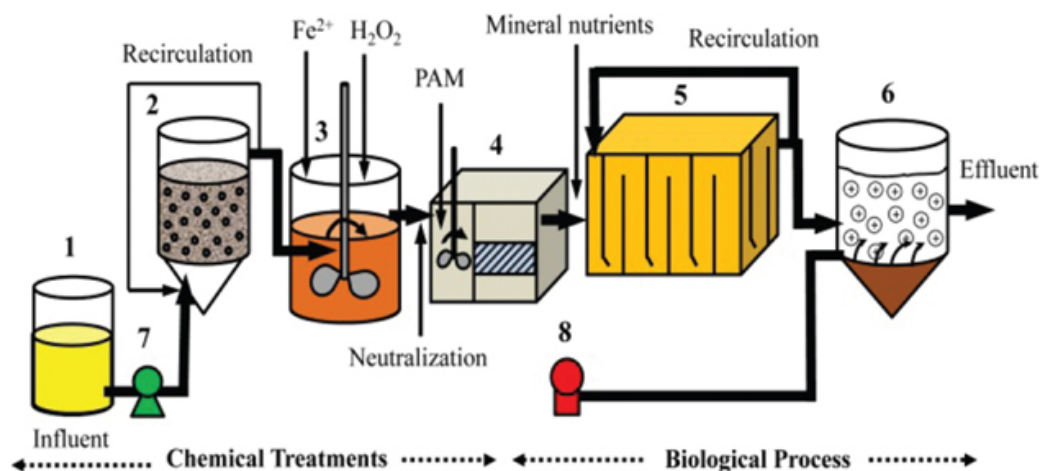 Fe²⁺ H₂O₂ Mineral nutrients Recirculation
Recirculation PAM
2 3 4 5 6
Effluent
1
7 Neutralization 8
Influent
Chemical Treatments Biological Process